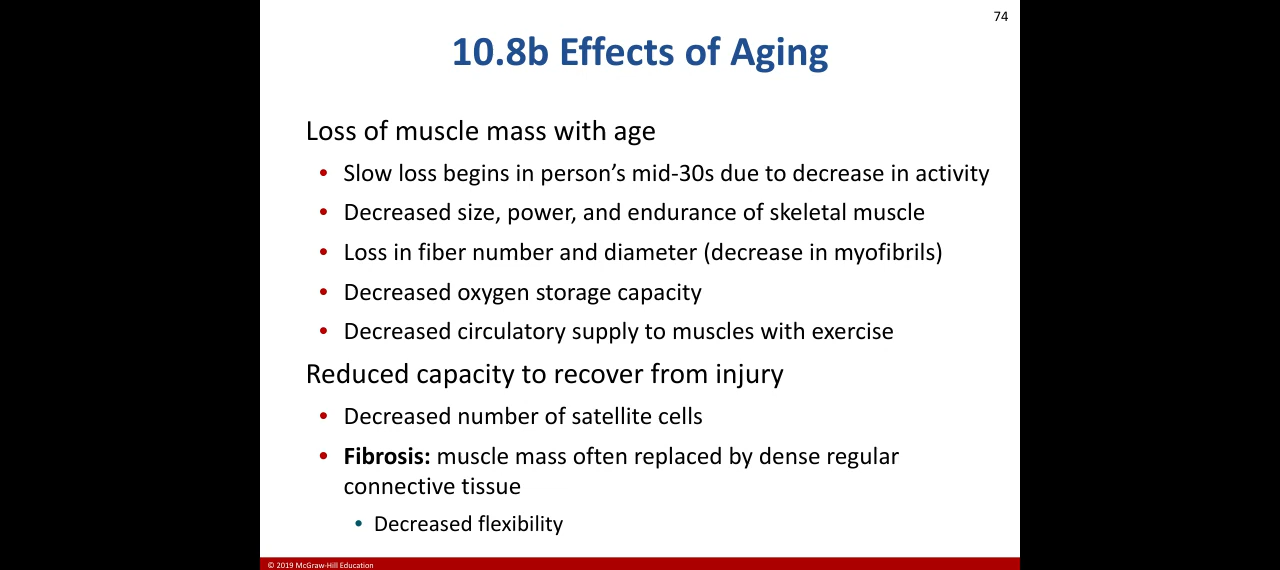 74
10.8b Effects of Aging
Loss of muscle mass with age
• Slow loss begins in person’s mid-30s due to decrease in activity
• Decreased size, power, and endurance of skeletal muscle
• Loss in fiber number and diameter (decrease in myofibrils)
• Decreased oxygen storage capacity
• Decreased circulatory supply to muscles with exercise
Reduced capacity to recover from injury
• Decreased number of satellite cells
• Fibrosis: muscle mass often replaced by dense regular
connective tissue
• Decreased flexibility
© 2019 McGraw-Hill Education